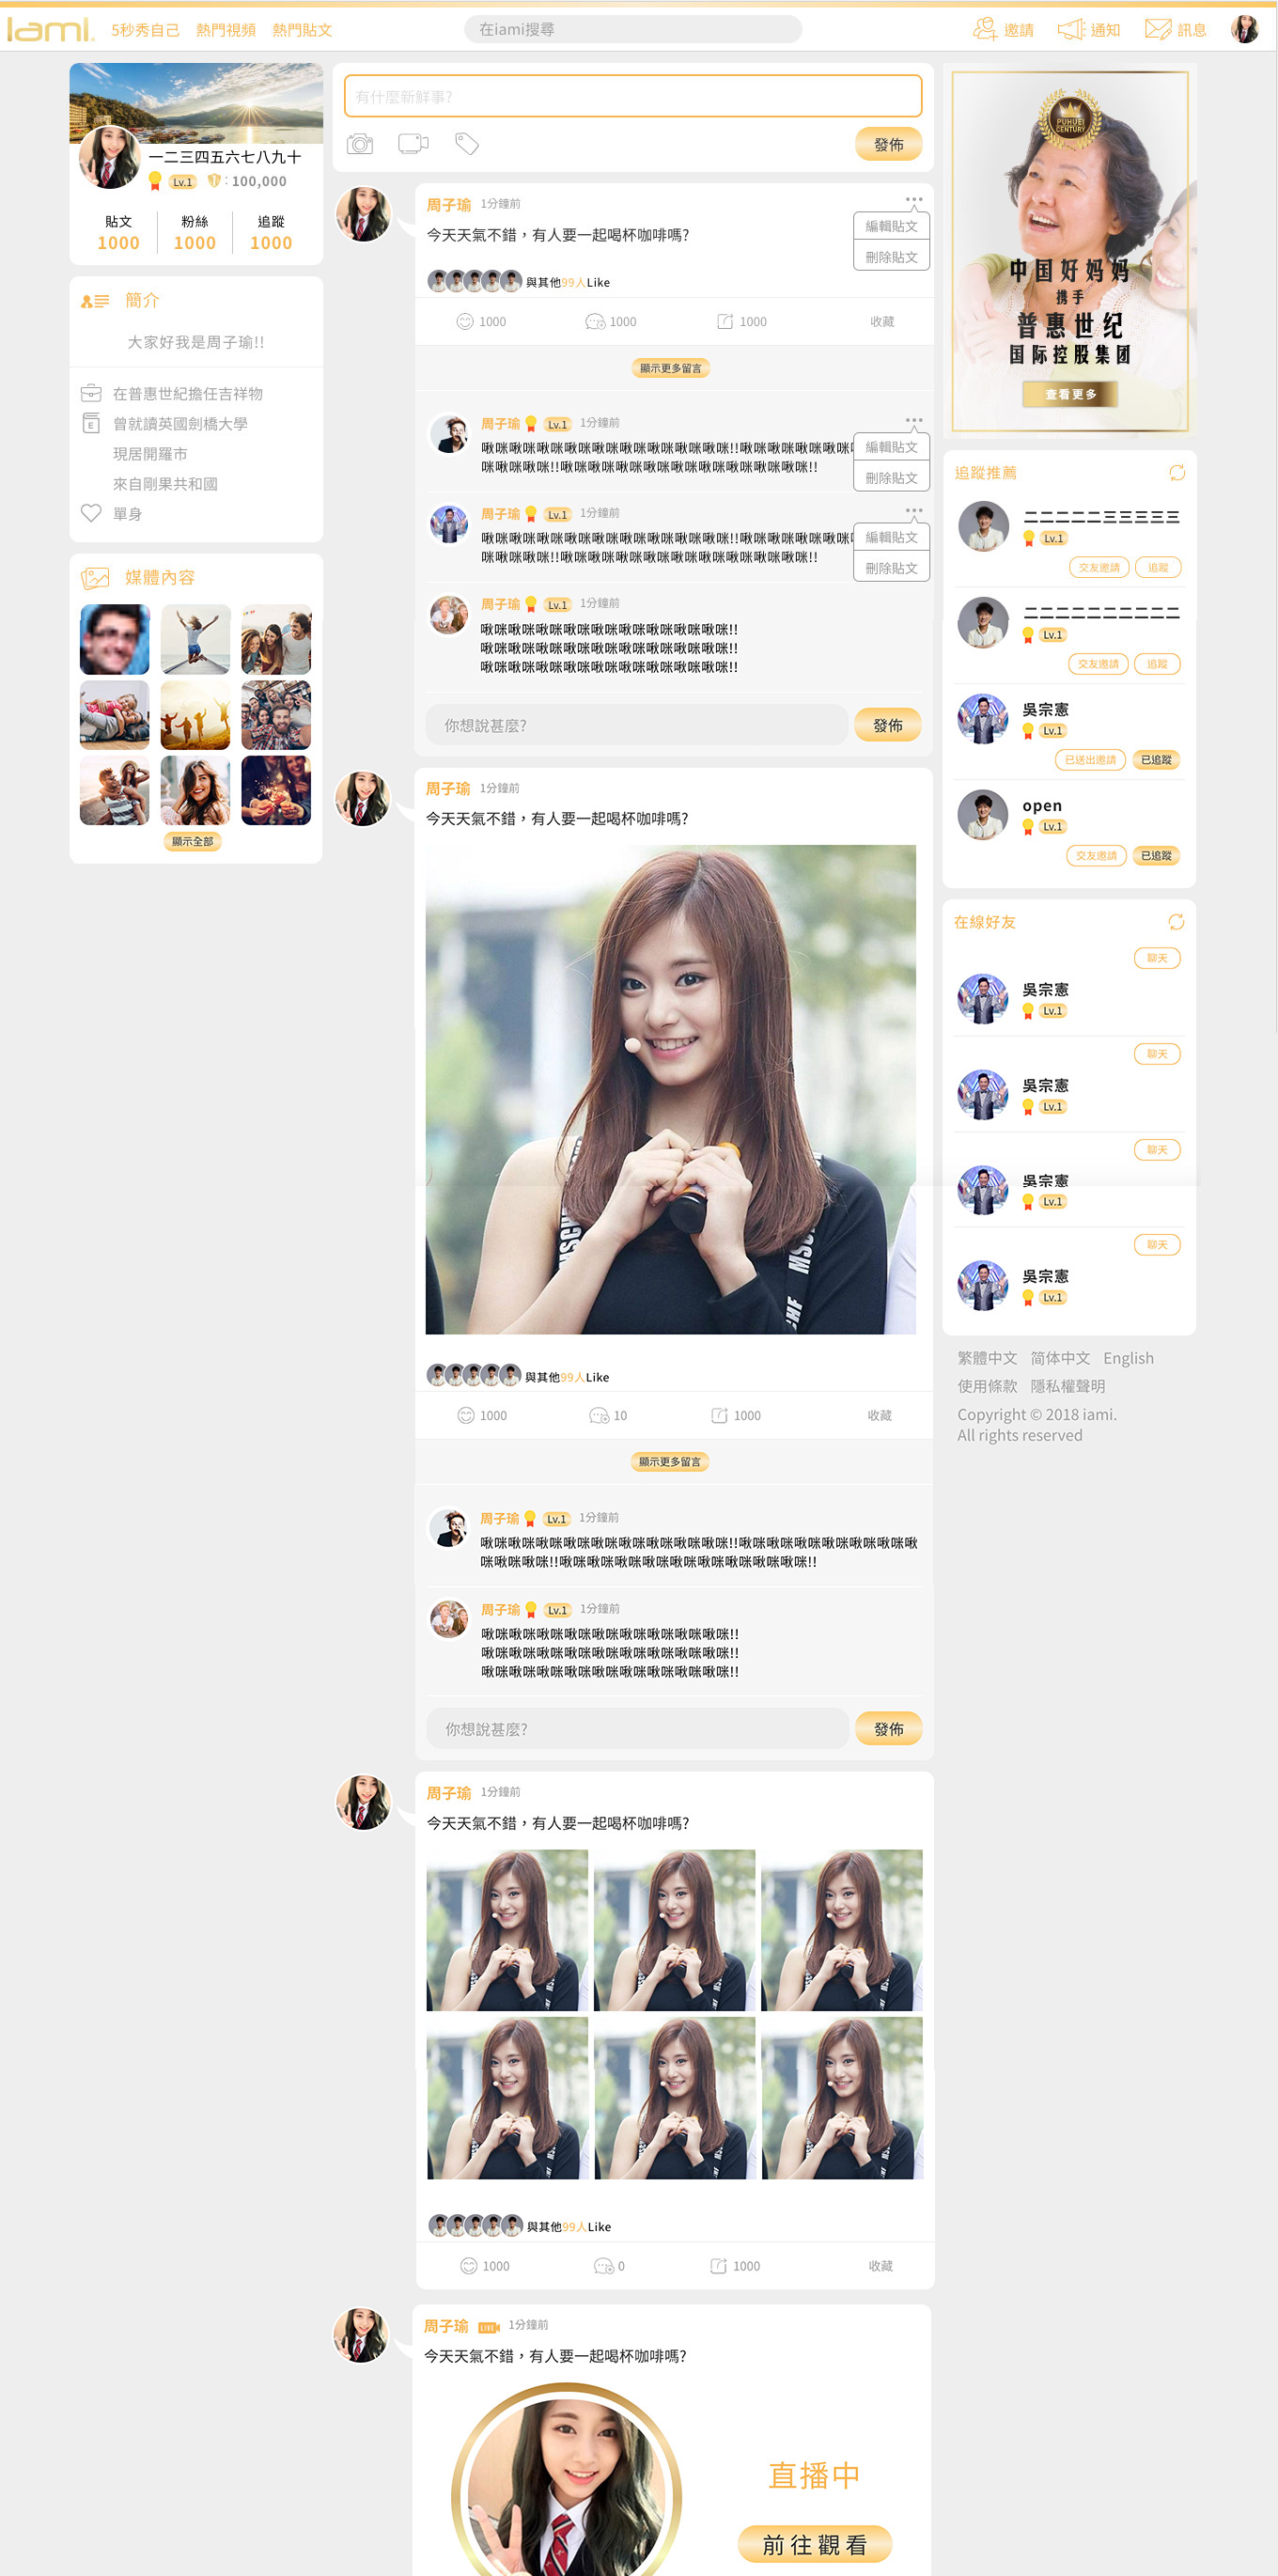 iami.
5秒秀自己 熱門視頻 熱門貼文
在iami搜尋
邀請 通知 訊息
一二三四五六七八九十
Lv.1 : 100,000
貼文 粉絲 追蹤
1000 1000 1000
簡介
大家好我是周子瑜!!
在普惠世紀擔任吉祥物
曾就讀英國劍橋大學
現居開羅市
來自剛果共和國
單身
媒體內容
顯示全部
有什麼新鮮事?
發佈
周子瑜 1分鐘前
編輯貼文
刪除貼文
今天天氣不錯，有人要一起喝杯咖啡嗎?
與其他99人Like
1000 1000 1000 收藏
顯示更多留言
周子瑜 Lv.1 1分鐘前
編輯貼文
刪除貼文
啾咪啾咪啾咪啾咪啾咪啾咪啾咪啾咪啾咪!!啾咪啾咪啾咪啾咪
咪啾咪啾咪!!啾咪啾咪啾咪啾咪啾咪啾咪啾咪啾咪啾咪!!
周子瑜 Lv.1 1分鐘前
編輯貼文
刪除貼文
啾咪啾咪啾咪啾咪啾咪啾咪啾咪啾咪啾咪!!啾咪啾咪啾咪啾咪
咪啾咪啾咪!!啾咪啾咪啾咪啾咪啾咪啾咪啾咪啾咪啾咪!!
周子瑜 Lv.1 1分鐘前
啾咪啾咪啾咪啾咪啾咪啾咪啾咪啾咪啾咪!!
啾咪啾咪啾咪啾咪啾咪啾咪啾咪啾咪啾咪!!
啾咪啾咪啾咪啾咪啾咪啾咪啾咪啾咪啾咪!!
你想說甚麼? 發佈
周子瑜 1分鐘前
今天天氣不錯，有人要一起喝杯咖啡嗎?
與其他99人Like
1000 10 1000 收藏
顯示更多留言
周子瑜 Lv.1 1分鐘前
啾咪啾咪啾咪啾咪啾咪啾咪啾咪啾咪啾咪!!啾咪啾咪啾咪啾咪啾咪啾咪啾
咪啾咪啾咪!!啾咪啾咪啾咪啾咪啾咪啾咪啾咪啾咪啾咪!!
周子瑜 Lv.1 1分鐘前
啾咪啾咪啾咪啾咪啾咪啾咪啾咪啾咪啾咪!!
啾咪啾咪啾咪啾咪啾咪啾咪啾咪啾咪啾咪!!
啾咪啾咪啾咪啾咪啾咪啾咪啾咪啾咪啾咪!!
你想說甚麼? 發佈
周子瑜 1分鐘前
今天天氣不錯，有人要一起喝杯咖啡嗎?
與其他99人Like
1000 0 1000 收藏
周子瑜 LIVE 1分鐘前
今天天氣不錯，有人要一起喝杯咖啡嗎?
直播中
前往觀看
PUHUEI
CENTURY
中国好妈妈
携手
普惠世纪
国际控股集团
查看更多
追蹤推薦
二二二二二三三三三三
Lv.1
交友邀請 追蹤
二二二二二二二二二二
Lv.1
交友邀請 追蹤
吳宗憲
Lv.1
已送出邀請 已追蹤
open
Lv.1
交友邀請 已追蹤
在線好友
聊天
吳宗憲
Lv.1
聊天
吳宗憲
Lv.1
聊天
吳宗憲
Lv.1
聊天
吳宗憲
Lv.1
繁體中文 简体中文 English
使用條款 隱私權聲明
Copyright © 2018 iami.
All rights reserved